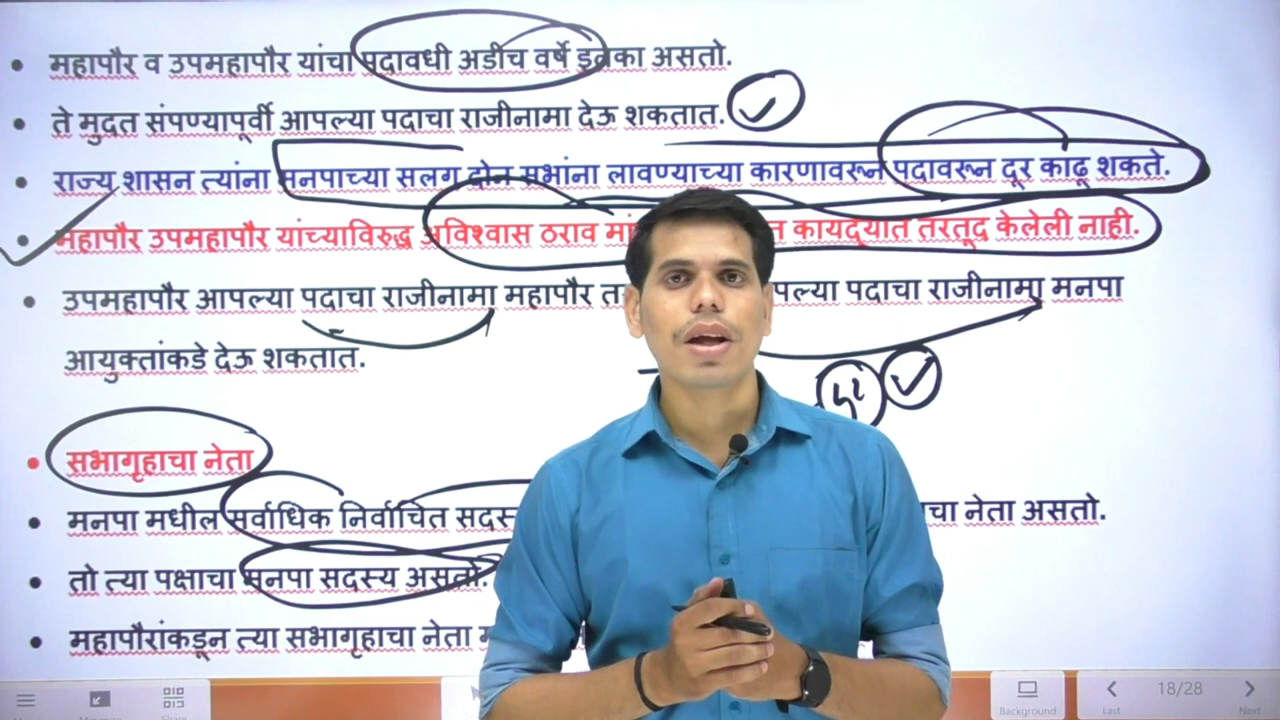 महापौर व उपमहापौर यांचा पदावधी अडीच वर्षे इतका असतो.
ते मुदत संपण्यापूर्वी आपल्या पदाचा राजीनामा देऊ शकतात.
राज्य शासन त्यांना मनपाच्या सलग दोन सभांना लावण्याच्या कारणावरून पदावरून दूर काढू शकते.
महापौर उपमहापौर यांच्याविरुद्ध अविश्वास ठराव कायद्यात तरतूद केलेली नाही.
उपमहापौर आपल्या पदाचा राजीनामा महापौर पदाचा राजीनामा मनपा
आयुक्तांकडे देऊ शकतात.
सभागृहाचा नेता
मनपा मधील सर्वाधिक निर्वाचित नेता असतो.
तो त्या पक्षाचा मनपा सदस्य असतो.
महापौरांकडून त्या सभागृहाचा नेता
Share
Background
Last
18/28
Next